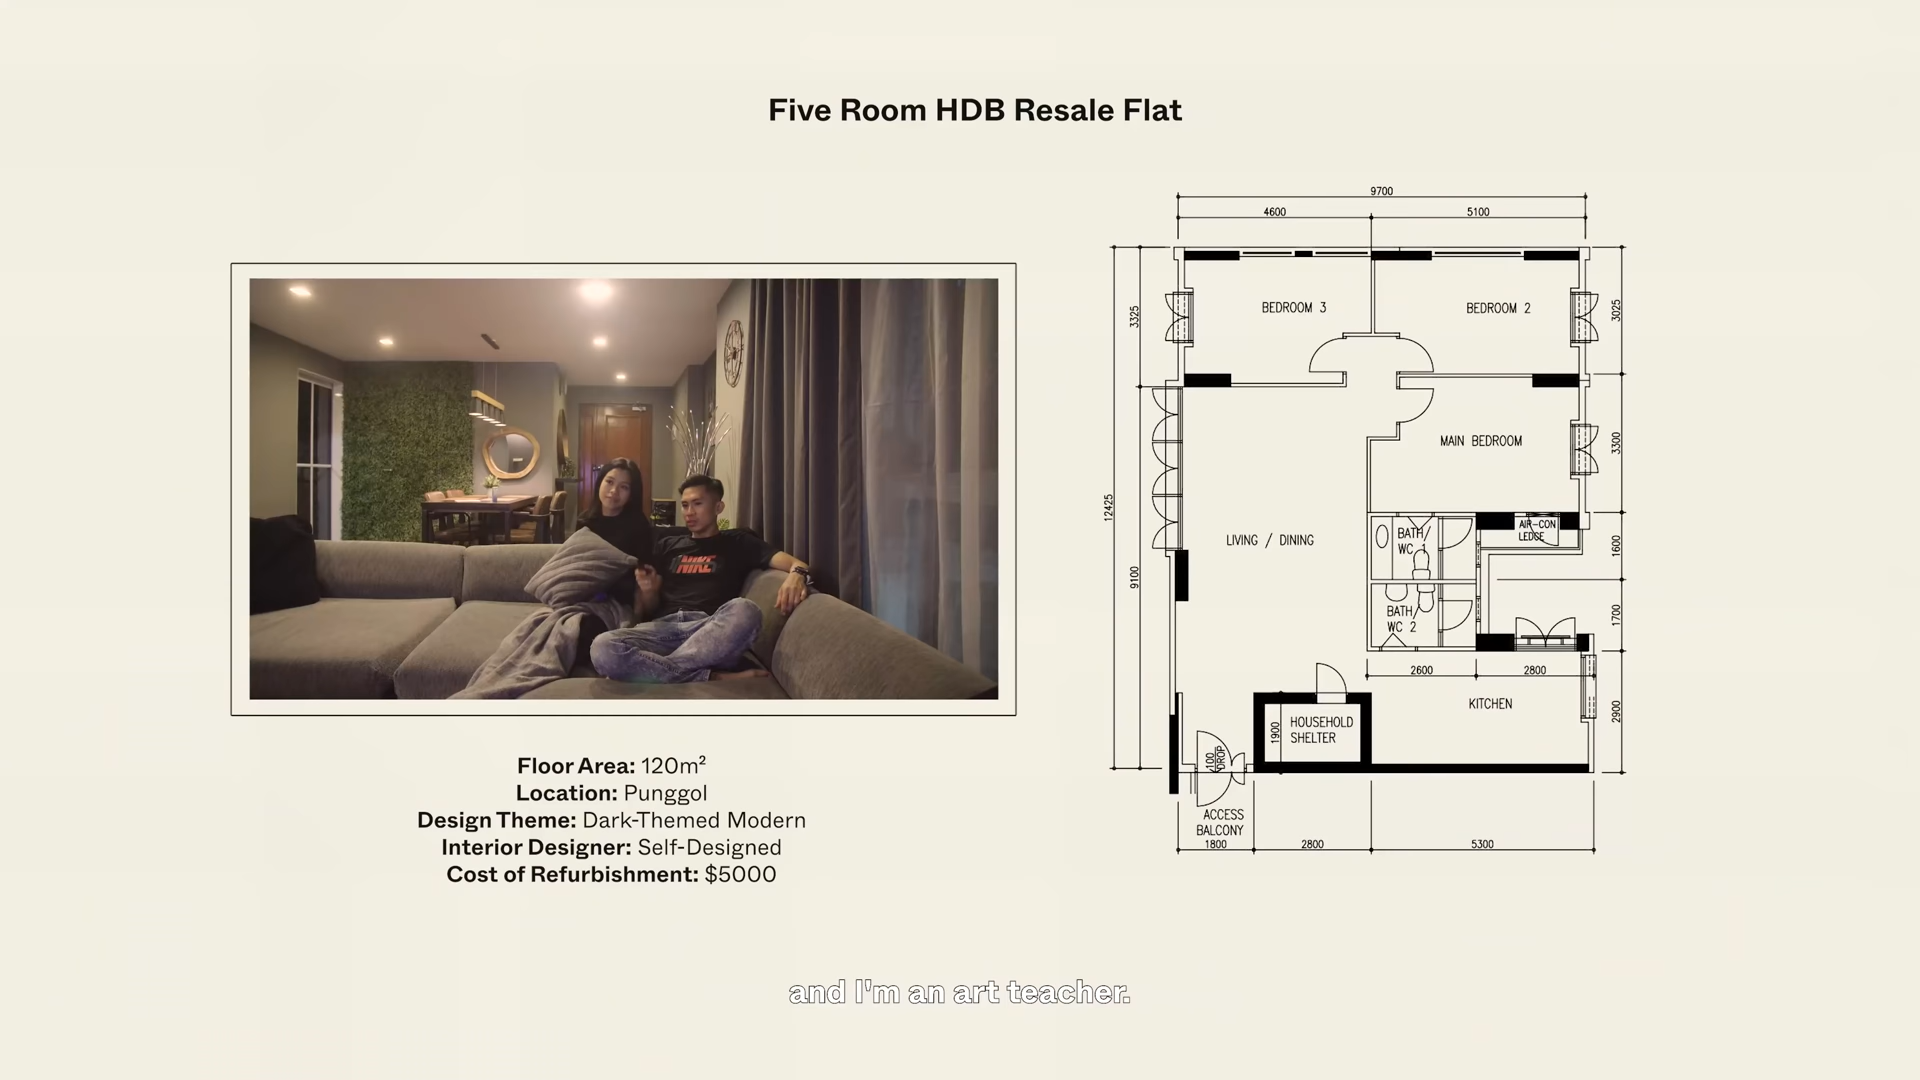 Five Room HDB Resale Flat
NIKE
Floor Area: 120m²
Location: Punggol
Design Theme: Dark-Themed Modern
Interior Designer: Self-Designed
Cost of Refurbishment: $5000
9700
4600
5100
3325
BEDROOM 3
BEDROOM 2
3025
MAIN BEDROOM
3300
12425
LIVING / DINING
BATH/
WC 1
AIR-CON
LEDGE
1600
9100
BATH/
WC 2
1700
2600
2800
KITCHEN
2900
1900
HOUSEHOLD
SHELTER
100
DROP
ACCESS
BALCONY
1800
2800
5300
and I'm an art teacher.